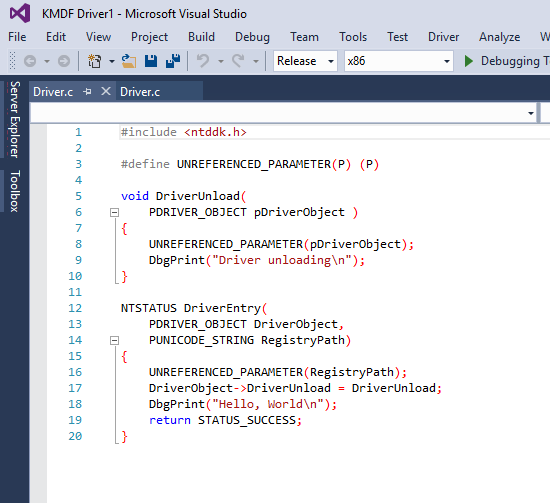 KMDF Driver1 - Microsoft Visual Studio
File Edit View Project Build Debug Team Tools Test Driver Analyze W
Release x86 Debugging T
Server Explorer
Toolbox
Driver.c Driver.c
1 #include <ntddk.h>
2
3 #define UNREFERENCED_PARAMETER(P) (P)
4
5 void DriverUnload(
6 PDRIVER_OBJECT pDriverObject )
7 {
8 UNREFERENCED_PARAMETER(pDriverObject);
9 DbgPrint("Driver unloading\n");
10 }
11
12 NTSTATUS DriverEntry(
13 PDRIVER_OBJECT DriverObject,
14 PUNICODE_STRING RegistryPath)
15 {
16 UNREFERENCED_PARAMETER(RegistryPath);
17 DriverObject->DriverUnload = DriverUnload;
18 DbgPrint("Hello, World\n");
19 return STATUS_SUCCESS;
20 }